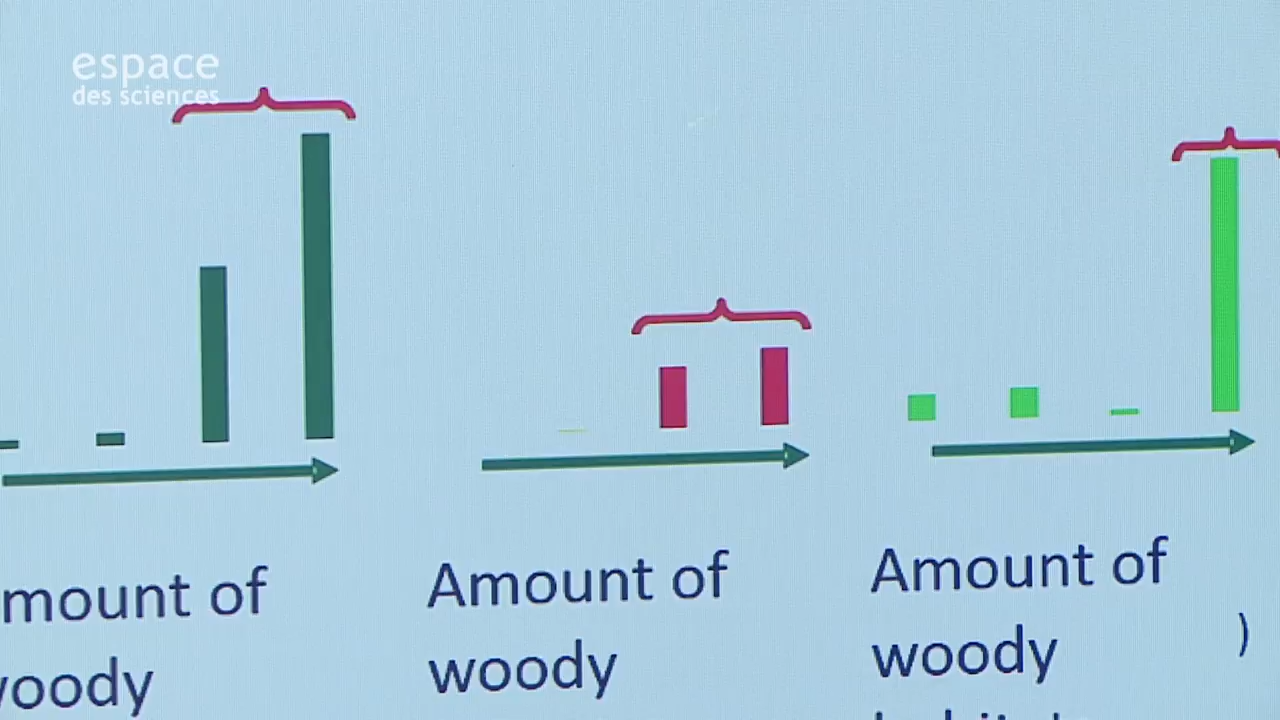 espace
des sciences
mount of
woody
Amount of
woody
Amount of
woody
)